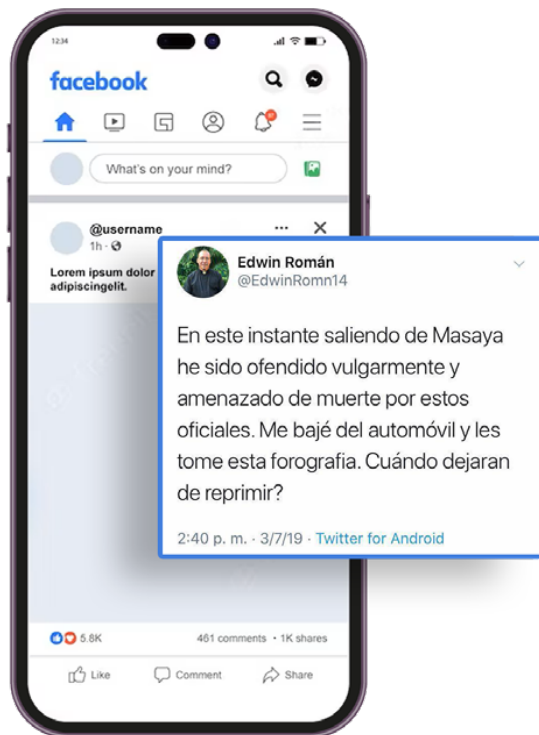 12:34
facebook
What's on your mind?
@username
1h
Lorem ipsum dolor
adipiscingelit.
Edwin Román
@EdwinRomn14
En este instante saliendo de Masaya
he sido ofendido vulgarmente y
amenazado de muerte por estos
oficiales. Me bajé del automóvil y les
tome esta forografia. Cuándo dejaran
de reprimir?
2:40 p. m. · 3/7/19 · Twitter for Android
5.8K 461 comments • 1K shares
Like Comment Share